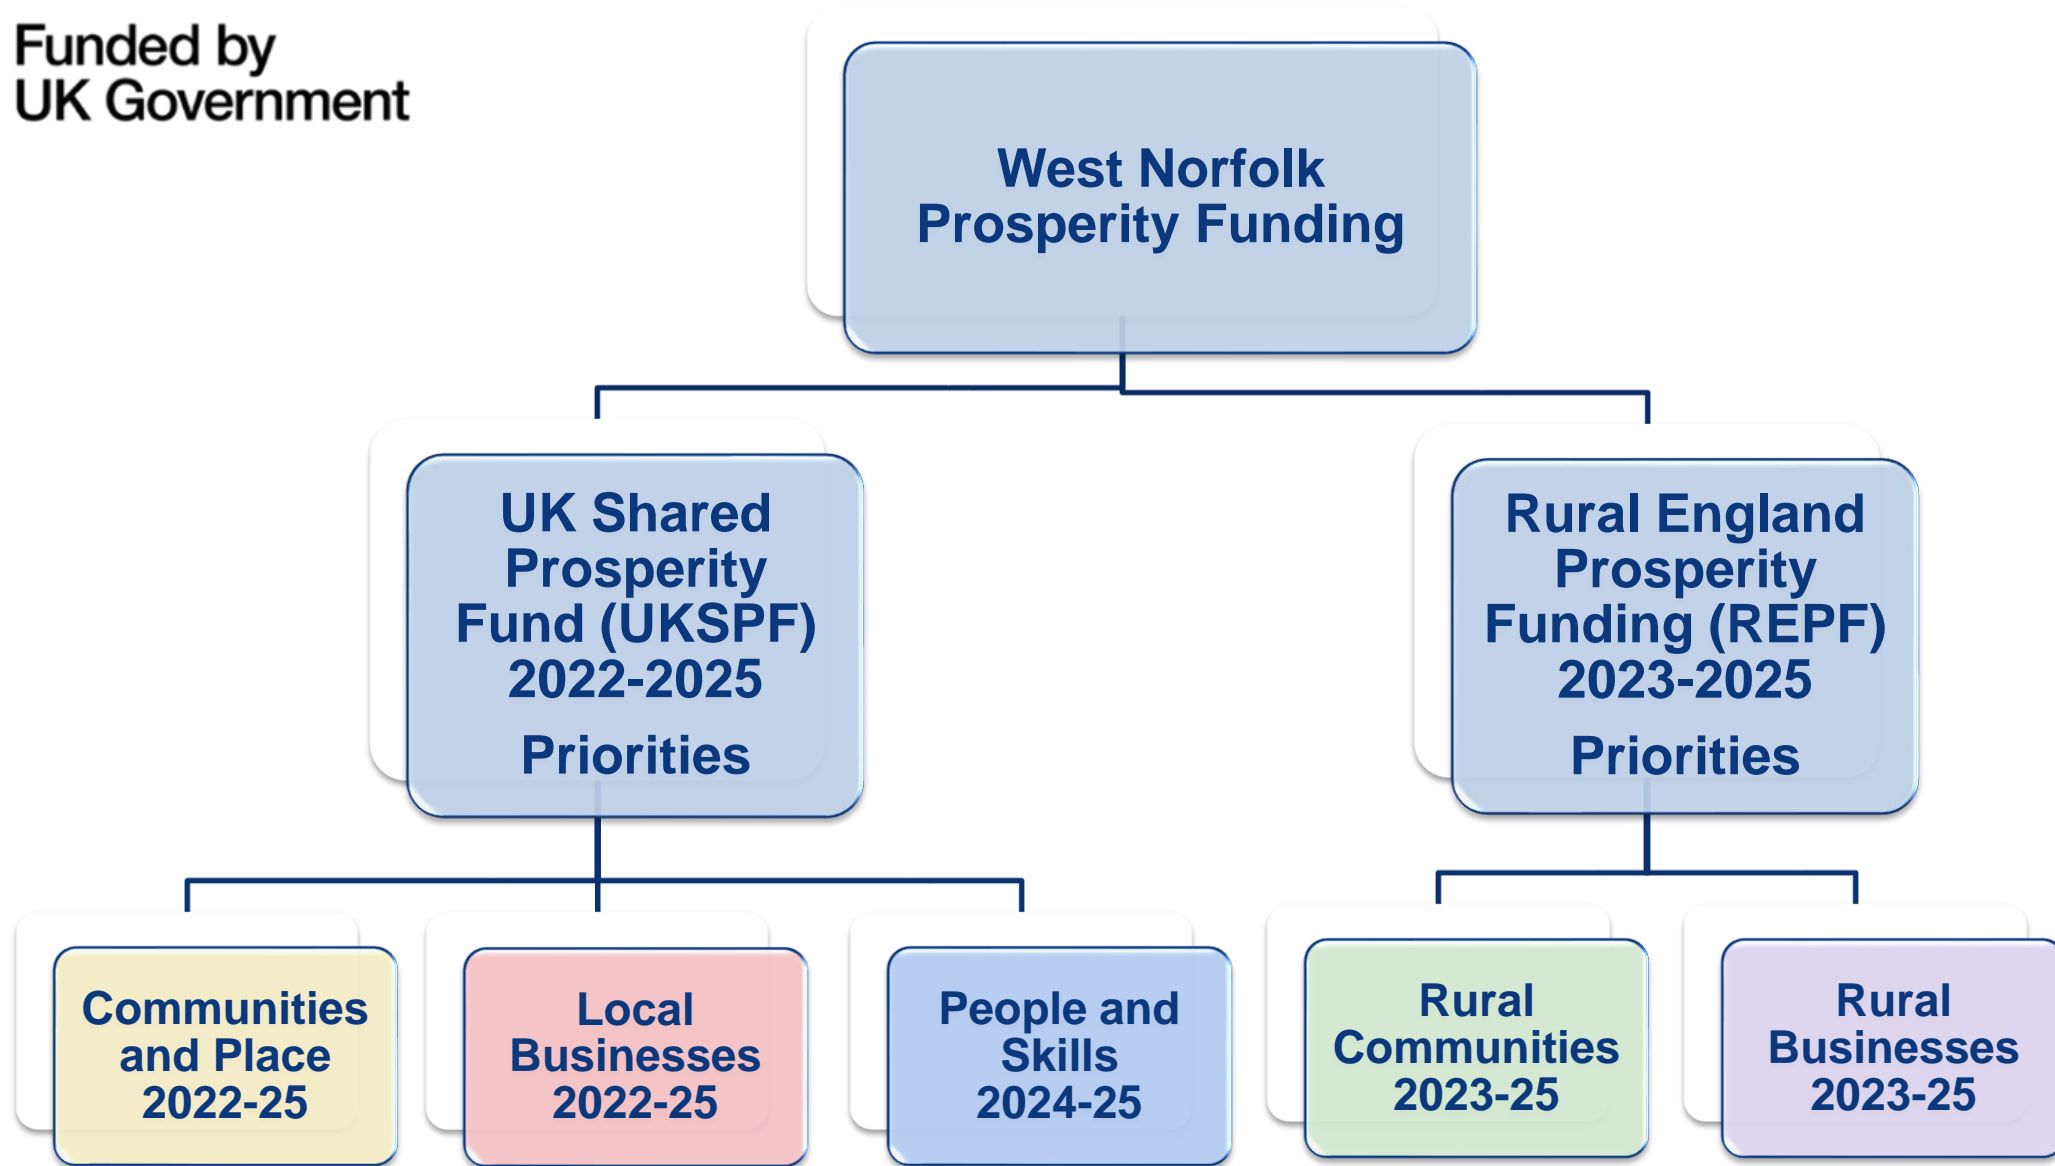 Funded by
UK Government
West Norfolk
Prosperity Funding
UK Shared
Prosperity
Fund (UKSPF)
2022-2025
Priorities
Rural England
Prosperity
Funding (REPF)
2023-2025
Priorities
Communities
and Place
2022-25
Local
Businesses
2022-25
People and
Skills
2024-25
Rural
Communities
2023-25
Rural
Businesses
2023-25